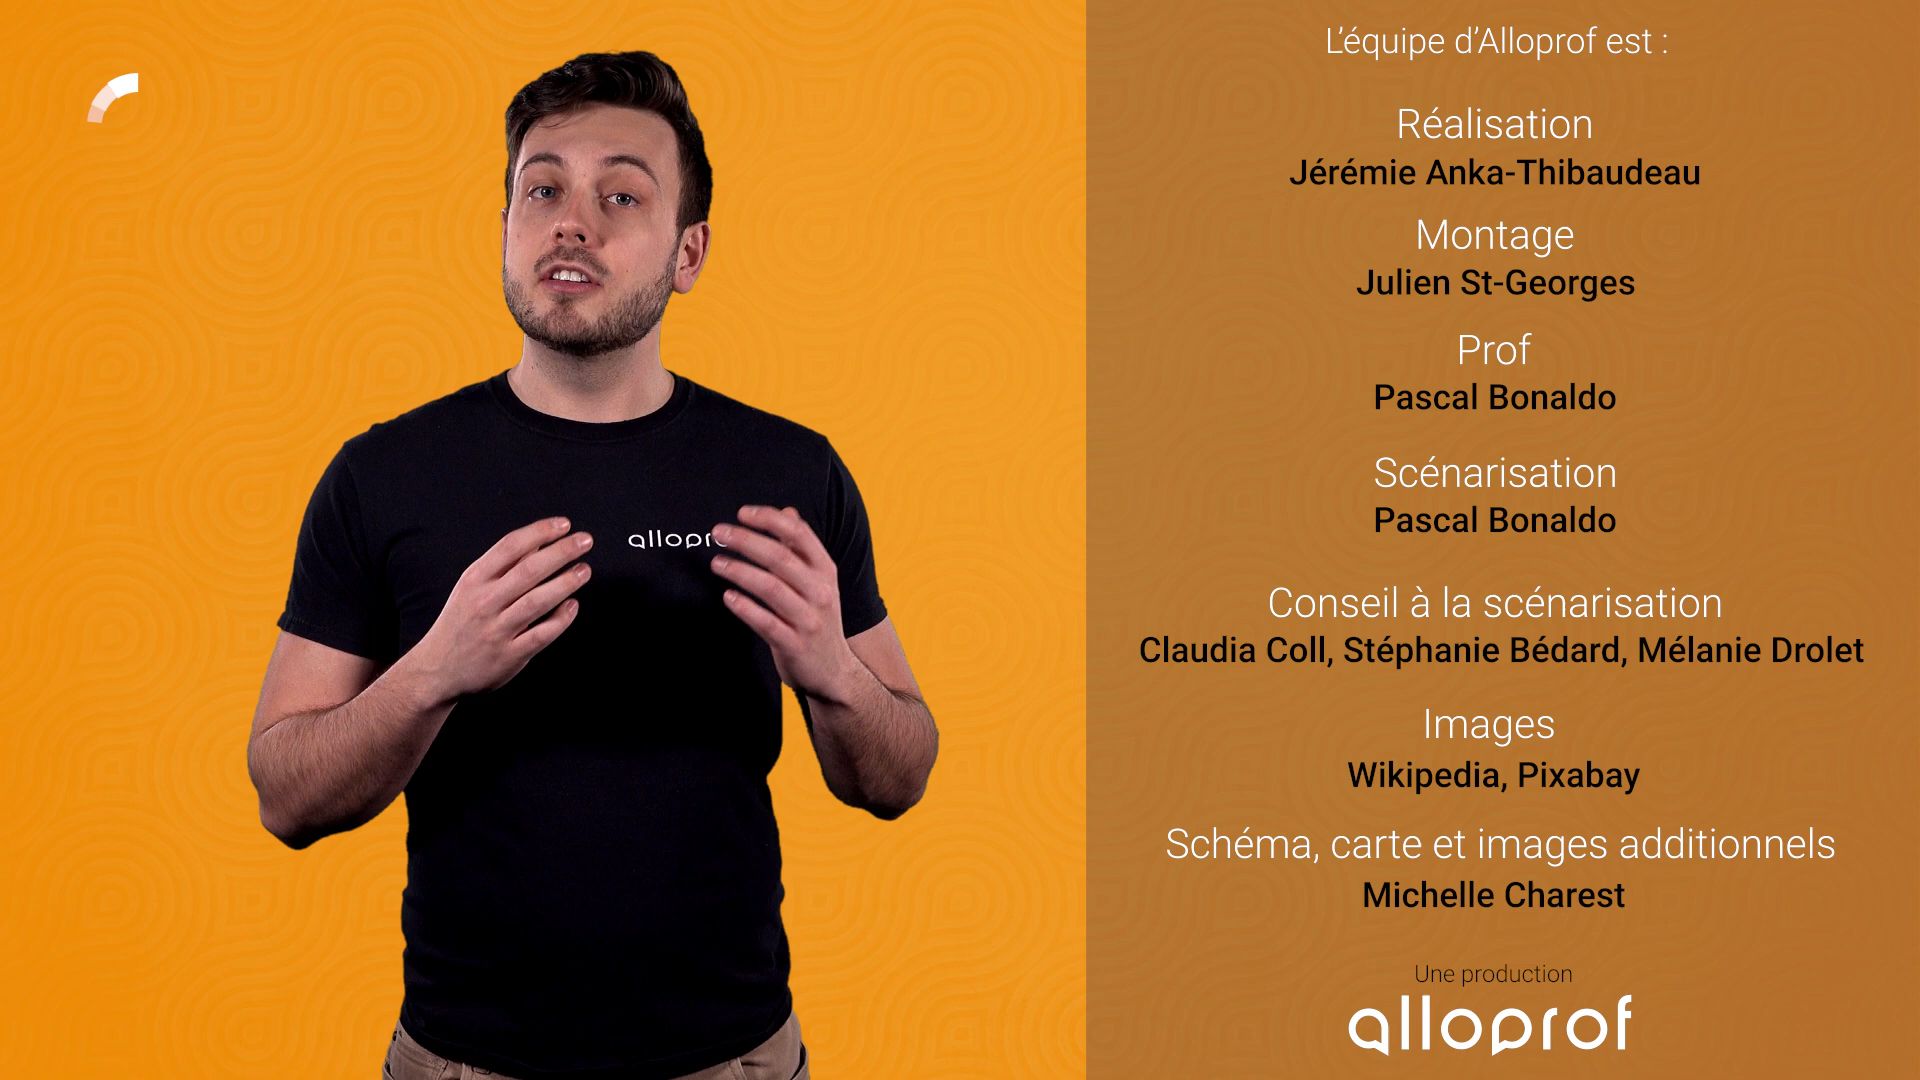 L'équipe d'Alloprof est :
Réalisation
Jérémie Anka-Thibaudeau
Montage
Julien St-Georges
Prof
Pascal Bonaldo
Scénarisation
Pascal Bonaldo
Conseil à la scénarisation
Claudia Coll, Stéphanie Bédard, Mélanie Drolet
Images
Wikipedia, Pixabay
Schéma, carte et images additionnels
Michelle Charest
Une production
alloprof